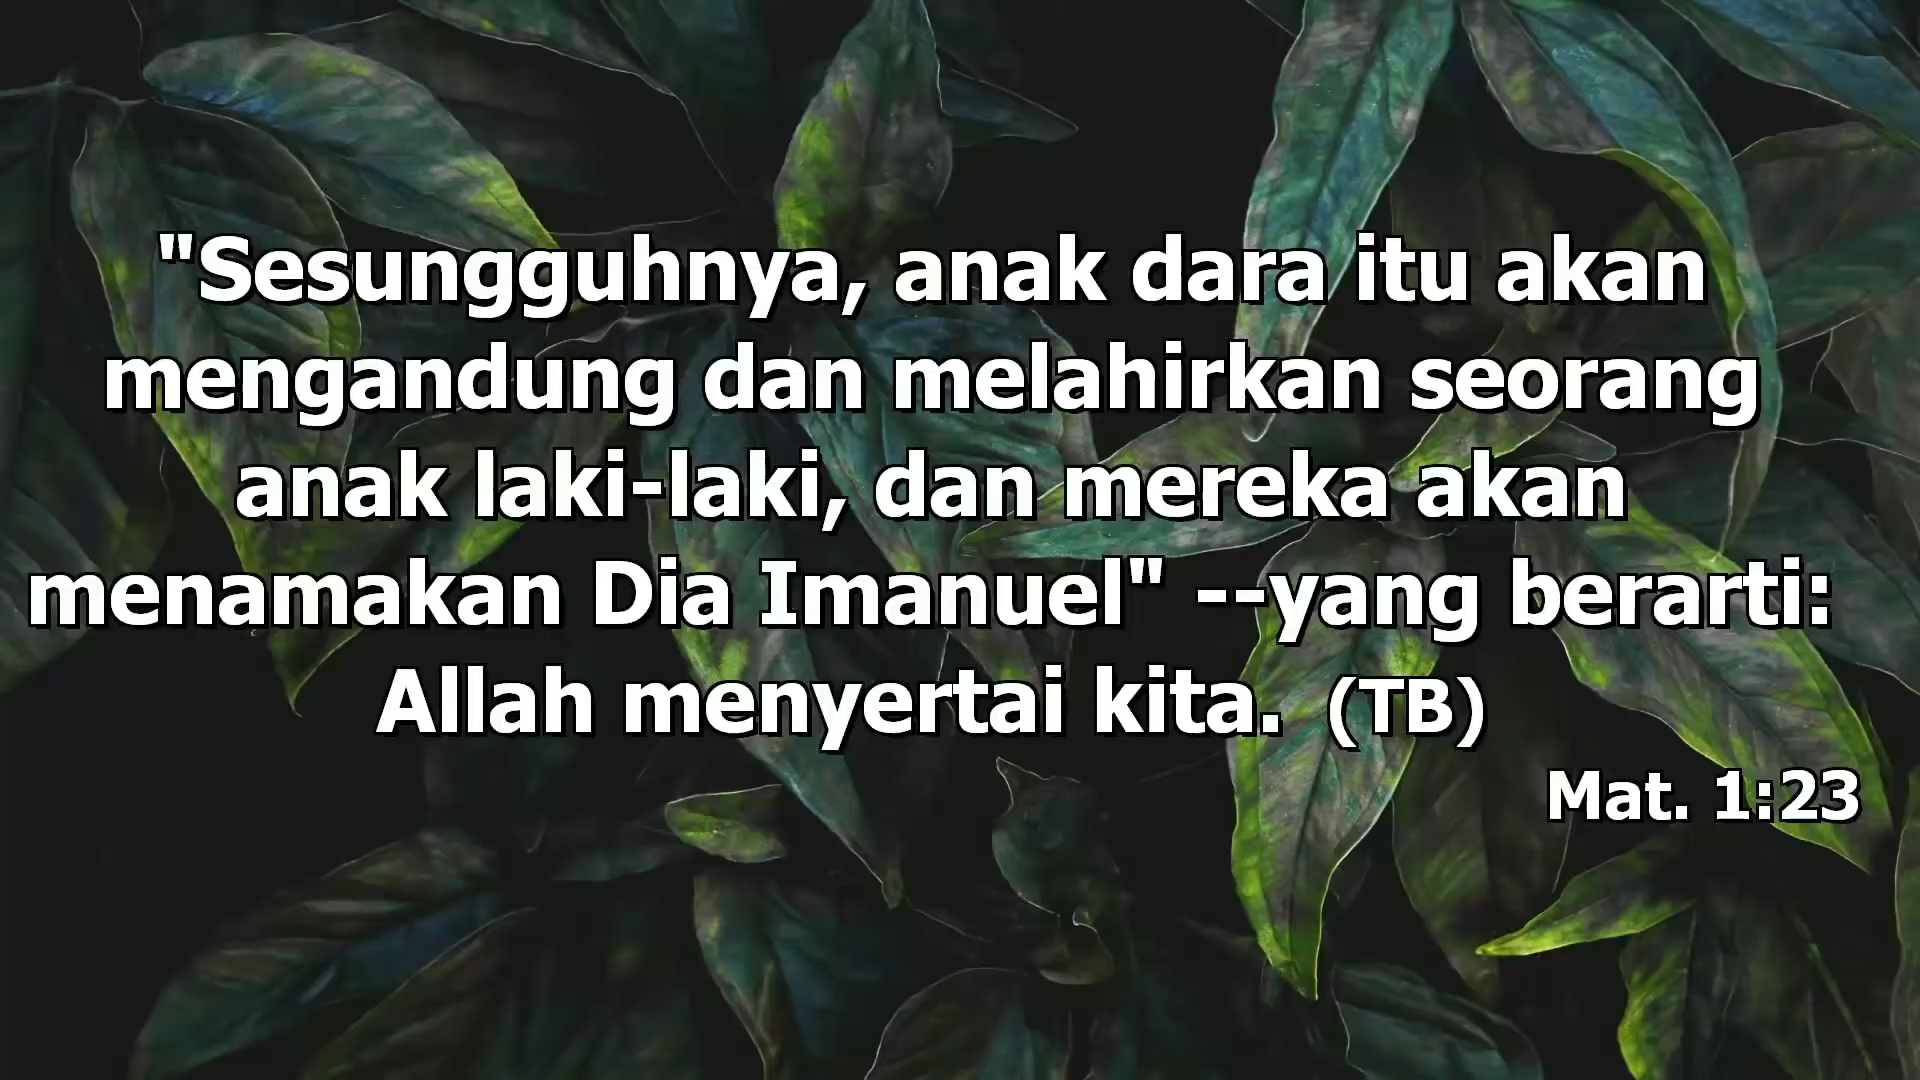 "Sesungguhnya, anak dara itu akan
mengandung dan melahirkan seorang
anak laki-laki, dan mereka akan
menamakan Dia Imanuel" --yang berarti:
Allah menyertai kita. (TB)
Mat. 1:23